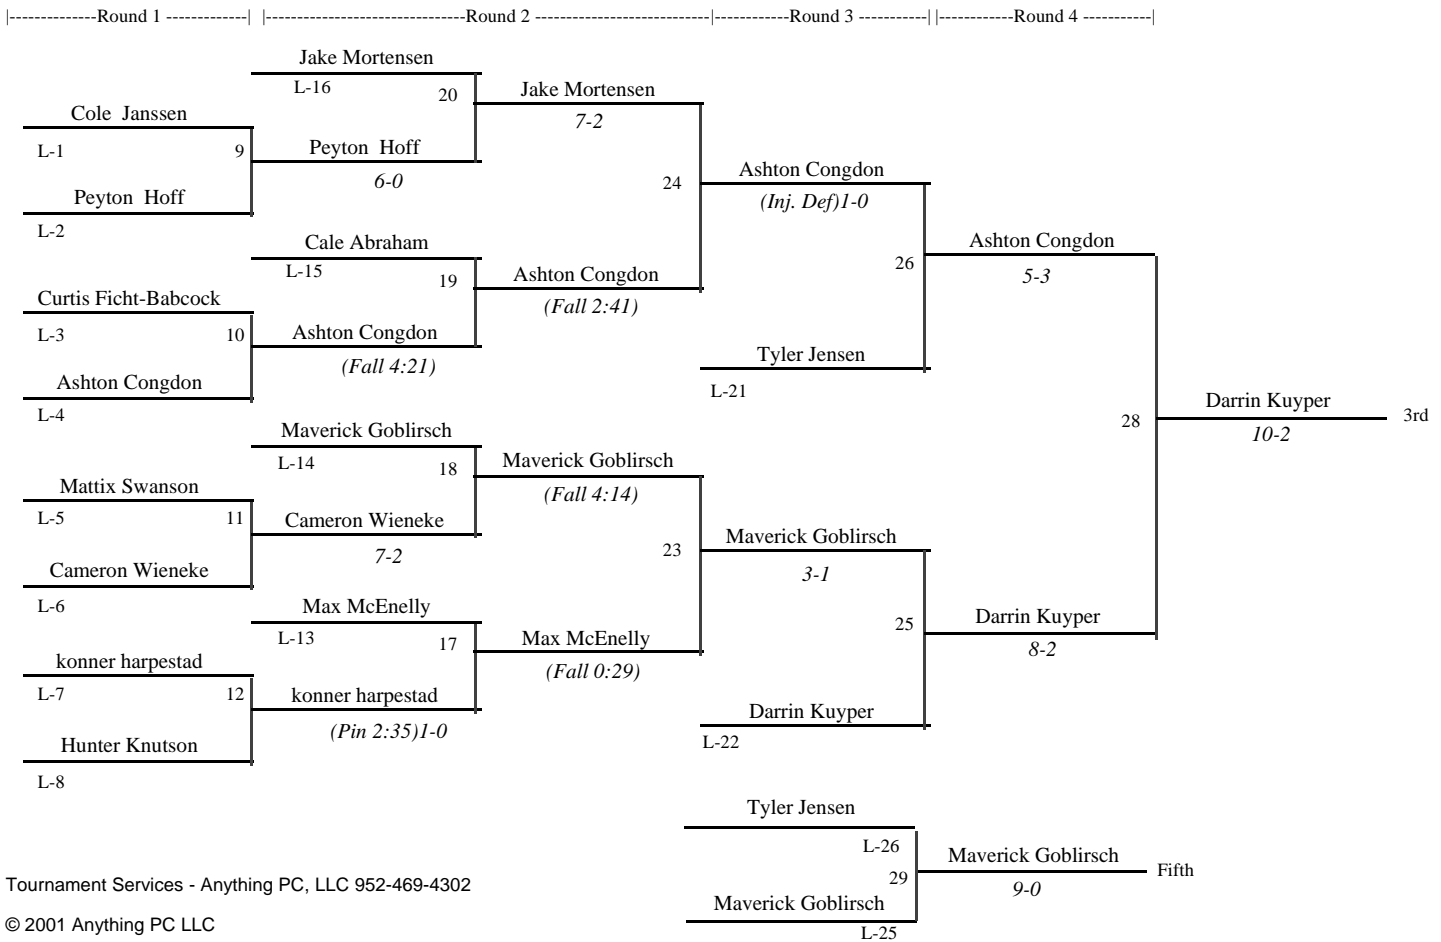 |-------------Round 1 -------------| |-------------------------------Round 2 ---------------------------|------------Round 3 -----------| |------------Round 4 -----------|
Jake Mortensen
L-16
20
Jake Mortensen
7-2
Cole  Janssen
L-1
9
Peyton  Hoff
6-0
Peyton  Hoff
L-2
24
Ashton Congdon
(Inj. Def)1-0
Cale Abraham
L-15
19
Ashton Congdon
(Fall 2:41)
26
Ashton Congdon
5-3
Curtis Ficht-Babcock
L-3
10
Ashton Congdon
(Fall 4:21)
Ashton Congdon
L-4
Tyler Jensen
L-21
28
Darrin Kuyper
10-2
3rd
Maverick Goblirsch
L-14
18
Maverick Goblirsch
(Fall 4:14)
Mattix Swanson
L-5
11
Cameron Wieneke
7-2
Cameron Wieneke
L-6
23
Maverick Goblirsch
3-1
Max McEnelly
L-13
17
Max McEnelly
(Fall 0:29)
25
Darrin Kuyper
8-2
konner harpestad
L-7
12
konner harpestad
(Pin 2:35)1-0
Hunter Knutson
L-8
Darrin Kuyper
L-22
Tyler Jensen
L-26
29
Maverick Goblirsch
9-0
Fifth
Maverick Goblirsch
L-25
Tournament Services - Anything PC, LLC 952-469-4302
© 2001 Anything PC LLC